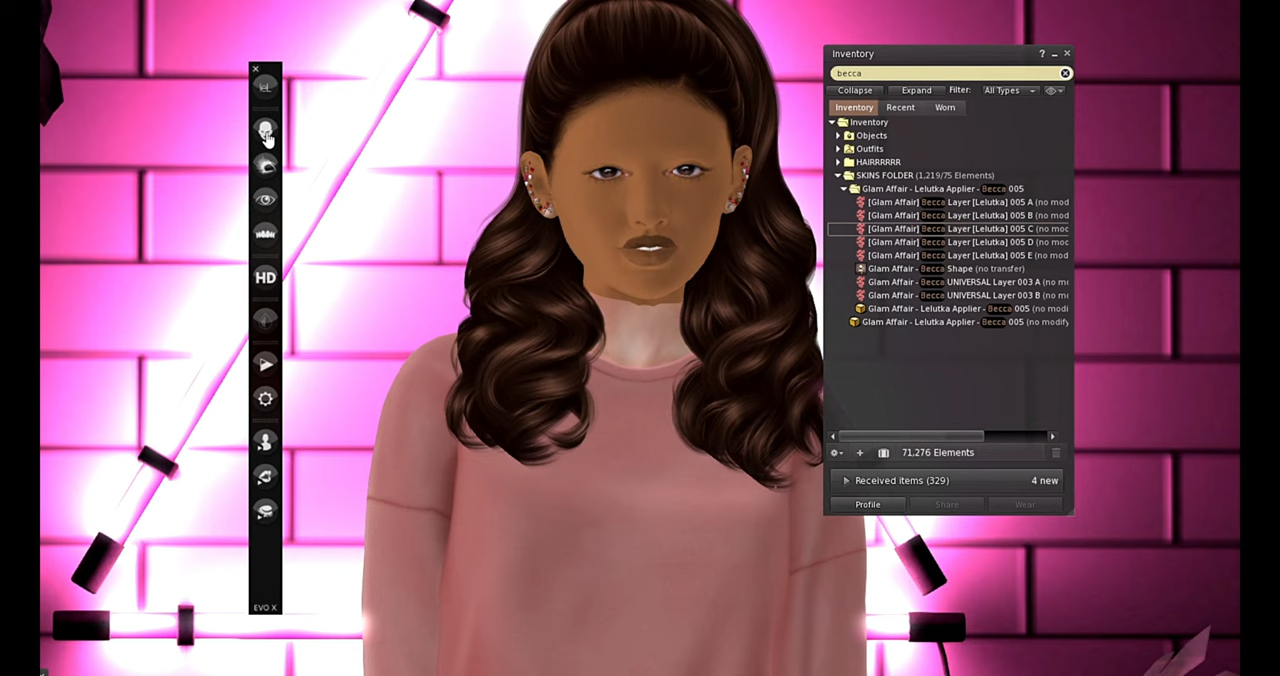 Inventory
?
becca
Collapse
Expand
Filter:
All Types
Inventory
Recent
Worn
Inventory
Objects
Outfits
HAIRRRRRR
SKINS FOLDER (1,219/75 Elements)
Glam Affair - Lelutka Applier - Becca 005
[Glam Affair] Becca Layer [Lelutka] 005 A (no mod
[Glam Affair] Becca Layer [Lelutka] 005 B (no mod
[Glam Affair] Becca Layer [Lelutka] 005 C (no moc
[Glam Affair] Becca Layer [Lelutka] 005 D (no moc
[Glam Affair] Becca Layer [Lelutka] 005 E (no mod
Glam Affair - Becca Shape (no transfer)
Glam Affair - Becca UNIVERSAL Layer 003 A (no m
Glam Affair - Becca UNIVERSAL Layer 003 B (no m
Glam Affair - Lelutka Applier - Becca 005 (no modi
Glam Affair - Lelutka Applier - Becca 005 (no modify
71,276 Elements
Received items (329)
4 new
Profile
Share
Wear
HD
EVO X